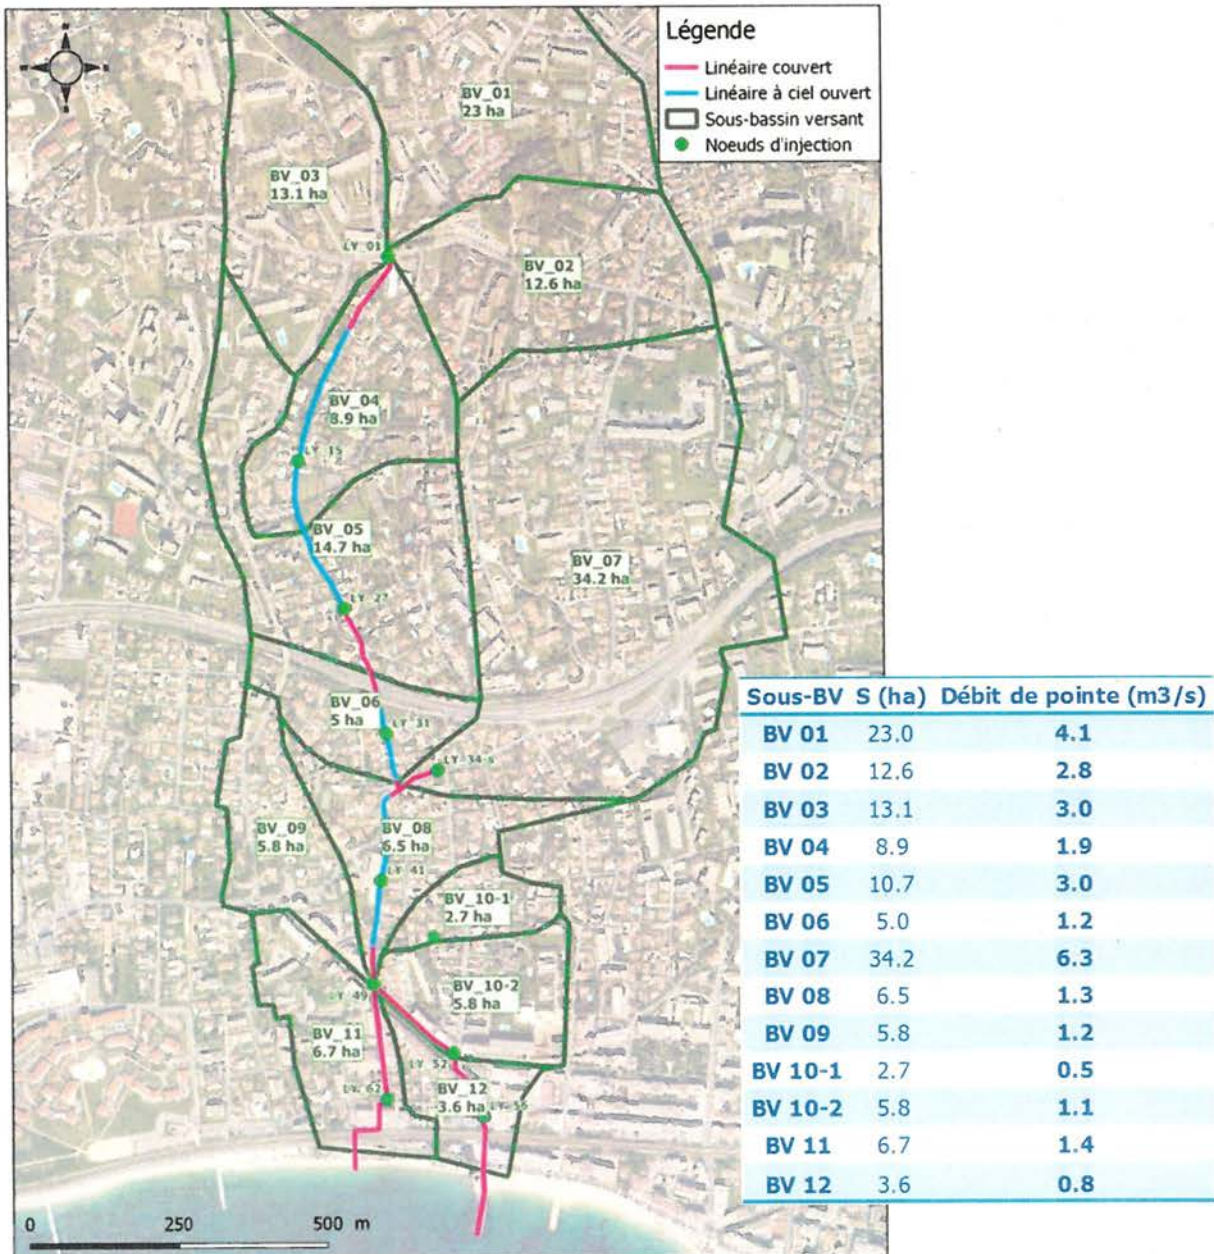 Légende
Linéaire couvert
Linéaire à ciel ouvert
Sous-bassin versant
Noeuds d'injection
BV_01
23 ha
BV_03
13.1 ha
LY_01
BV_02
12.6 ha
BV_04
8.9 ha
LY_15
BV_05
14.7 ha
BV_07
34.2 ha
LY_27
BV_06
5 ha
LY_31
LY_34-s
BV_09
5.8 ha
BV_08
6.5 ha
LY_41
BV_10-1
2.7 ha
LY_49
BV_10-2
5.8 ha
BV_11
6.7 ha
LY_52
LY_62
BV_12
3.6 ha
0 250 500 m
Sous-BV S (ha) Débit de pointe (m3/s)
BV 01 23.0 4.1
BV 02 12.6 2.8
BV 03 13.1 3.0
BV 04 8.9 1.9
BV 05 10.7 3.0
BV 06 5.0 1.2
BV 07 34.2 6.3
BV 08 6.5 1.3
BV 09 5.8 1.2
BV 10-1 2.7 0.5
BV 10-2 5.8 1.1
BV 11 6.7 1.4
BV 12 3.6 0.8